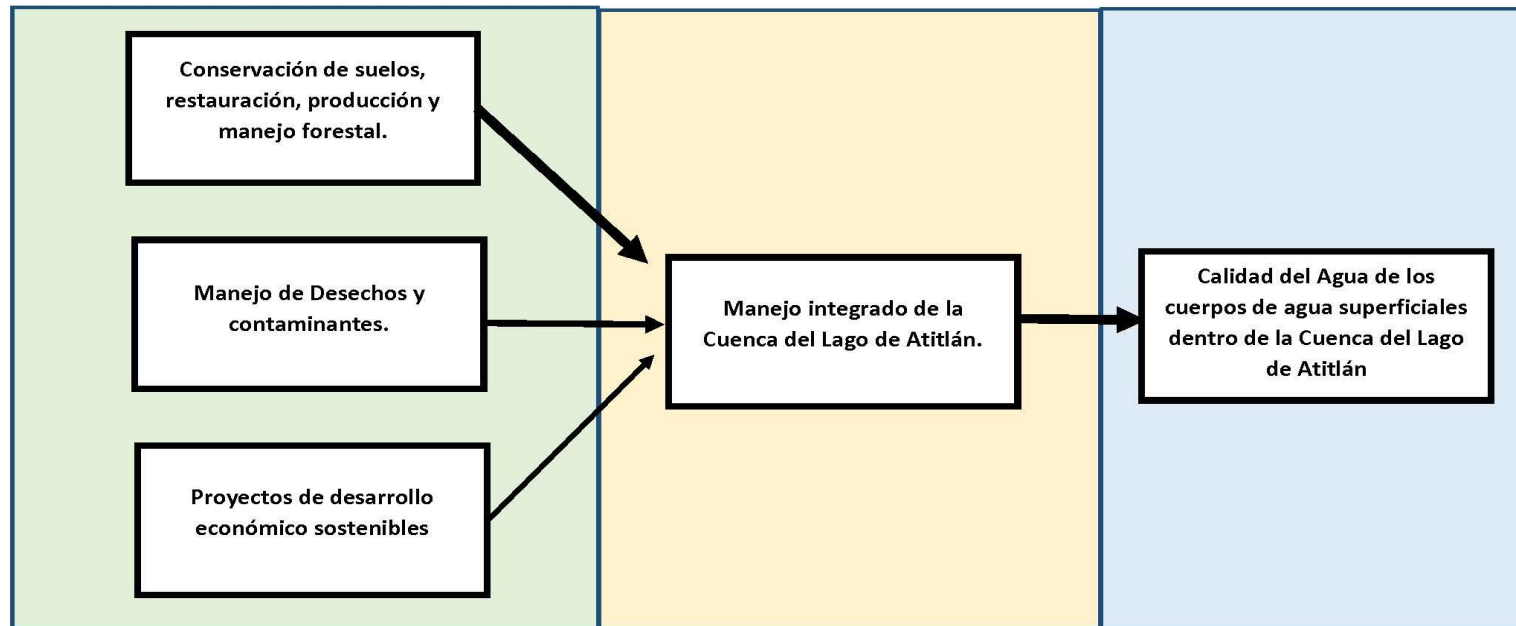 Conservación de suelos,
restauración, producción y
manejo forestal.
Manejo de Desechos y
contaminantes.
Proyectos de desarrollo
económico sostenibles
Manejo integrado de la
Cuenca del Lago de Atitlán.
Calidad del Agua de los
cuerpos de agua superficiales
dentro de la Cuenca del Lago
de Atitlán